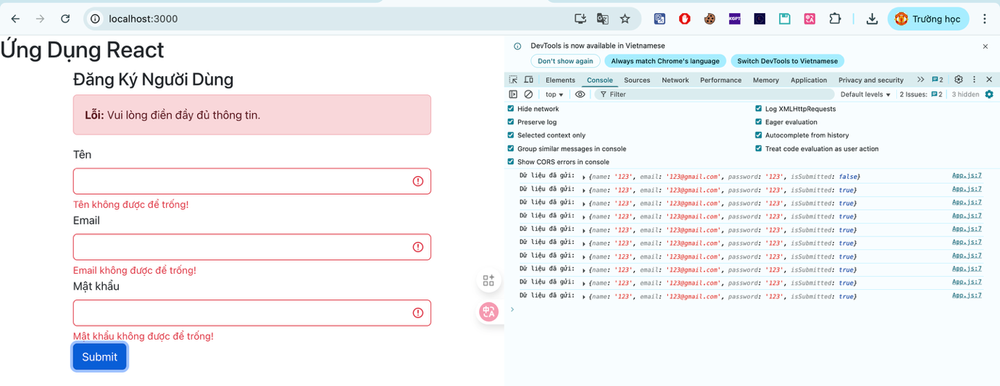 localhost:3000
KGPT
Trường học
Ứng Dụng React
Đăng Ký Người Dùng
Lỗi: Vui lòng điền đầy đủ thông tin.
Tên
Tên không được để trống!
Email
Email không được để trống!
Mật khẩu
Mật khẩu không được để trống!
Submit
DevTools is now available in Vietnamese
Don't show again Always match Chrome's language Switch DevTools to Vietnamese
Elements Console Sources Network Performance Memory Application Privacy and security 2
top Filter Default levels 2 Issues: 2 3 hidden
Hide network Log XMLHttpRequests
Preserve log Eager evaluation
Selected context only Autocomplete from history
Group similar messages in console Treat code evaluation as user action
Show CORS errors in console
Dữ liệu đã gửi: {name: '123', email: '123@gmail.com', password: '123', isSubmitted: false} App.js:7
Dữ liệu đã gửi: {name: '123', email: '123@gmail.com', password: '123', isSubmitted: true} App.js:7
Dữ liệu đã gửi: {name: '123', email: '123@gmail.com', password: '123', isSubmitted: true} App.js:7
Dữ liệu đã gửi: {name: '123', email: '123@gmail.com', password: '123', isSubmitted: true} App.js:7
Dữ liệu đã gửi: {name: '123', email: '123@gmail.com', password: '123', isSubmitted: true} App.js:7
Dữ liệu đã gửi: {name: '123', email: '123@gmail.com', password: '123', isSubmitted: true} App.js:7
Dữ liệu đã gửi: {name: '123', email: '123@gmail.com', password: '123', isSubmitted: true} App.js:7
Dữ liệu đã gửi: {name: '123', email: '123@gmail.com', password: '123', isSubmitted: true} App.js:7
Dữ liệu đã gửi: {name: '123', email: '123@gmail.com', password: '123', isSubmitted: true} App.js:7
Dữ liệu đã gửi: {name: '123', email: '123@gmail.com', password: '123', isSubmitted: true} App.js:7